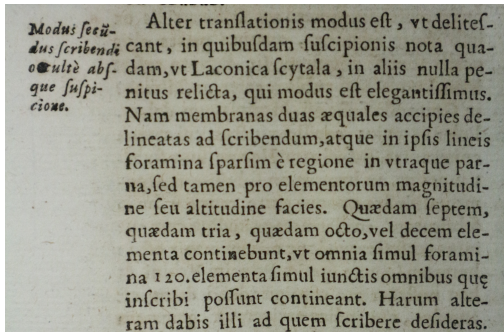 Modus ſecū-
dus ſcribendi
occultè abſ-
que ſuſpi-
cione.
Alter tranſlationis modus eſt, vt deliteſ-
cant, in quibuſdam ſuſcipionis nota qua-
dam, vt Laconica ſcytala, in aliis nulla pe-
nitus relicta, qui modus eſt elegantiſſimus.
Nam membranas duas æquales accipies de-
lineatas ad ſcribendum, atque in ipſis lineis
foramina ſparſim è regione in vtraque par-
na, ſed tamen pro elementorum magnitudi-
ne ſeu altitudine facies. Quædam ſeptem,
quædam tria, quædam octo, vel decem ele-
menta continebunt, vt omnia ſimul forami-
na 120. elementa ſimul iunctis omnibus quę
inſcribi poſſunt contineant. Harum alte-
ram dabis illi ad quem ſcribere deſideras.